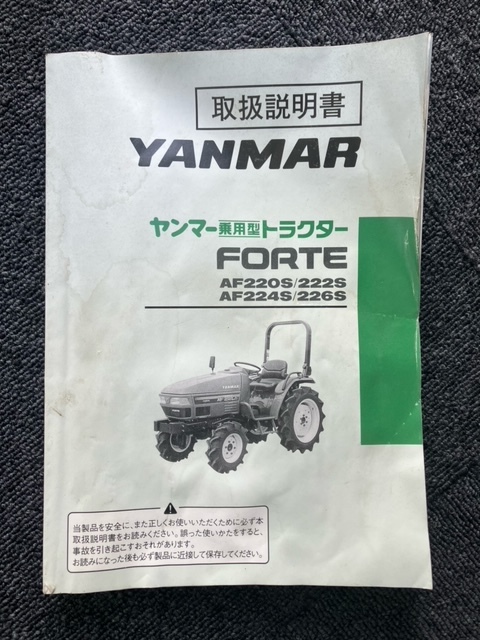 取扱説明書
YANMAR
ヤンマー乗用型トラクター
FORTE
AF220S/222S
AF224S/226S
YANMAR
当製品を安全に、また正しくお使いいただくために必ず本
取扱説明書をお読みください。誤った使いかたをすると、
事故を引き起こすおそれがあります。
お読みになった後も必ず製品に近接して保存してください。